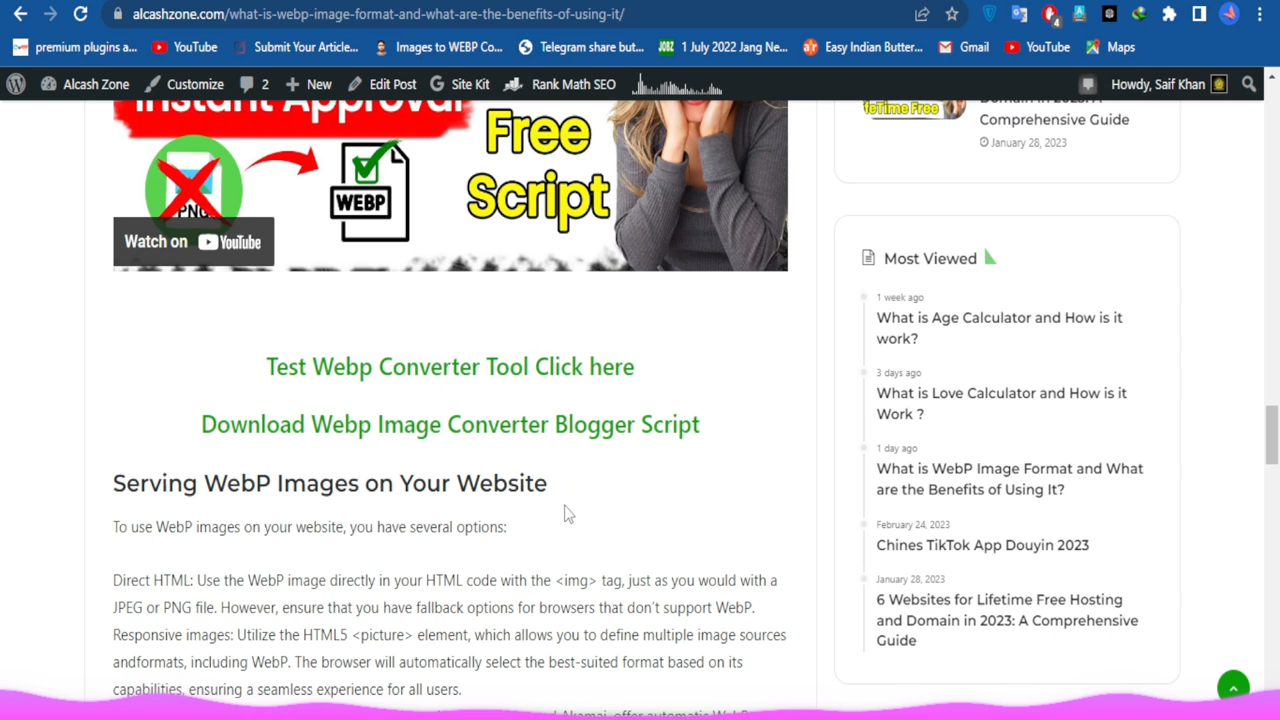 alcashzone.com/what-is-webp-image-format-and-what-are-the-benefits-of-using-it/
4
premium plugins a...
YouTube
Submit Your Article...
Images to WEBP Co...
Telegram share but...
JOBZ
1 July 2022 Jang Ne...
Easy Indian Butter...
Gmail
YouTube
Maps
Alcash Zone
Customize
2
New
Edit Post
Site Kit
Rank Math SEO
Howdy, Saif Khan
Instant Approval
Free
Script
PNG
WEBP
Watch on YouTube
Test Webp Converter Tool Click here
Download Webp Image Converter Blogger Script
Serving WebP Images on Your Website
To use WebP images on your website, you have several options:
Direct HTML: Use the WebP image directly in your HTML code with the <img> tag, just as you would with a
JPEG or PNG file. However, ensure that you have fallback options for browsers that don't support WebP.
Responsive images: Utilize the HTML5 <picture> element, which allows you to define multiple image sources
andformats, including WebP. The browser will automatically select the best-suited format based on its
capabilities, ensuring a seamless experience for all users.
Akamai, offer automatic WebP
feTime Free
Domain in 2023: A
Comprehensive Guide
January 28, 2023
Most Viewed
1 week ago
What is Age Calculator and How is it
work?
3 days ago
What is Love Calculator and How is it
Work ?
1 day ago
What is WebP Image Format and What
are the Benefits of Using It?
February 24, 2023
Chines TikTok App Douyin 2023
January 28, 2023
6 Websites for Lifetime Free Hosting
and Domain in 2023: A Comprehensive
Guide